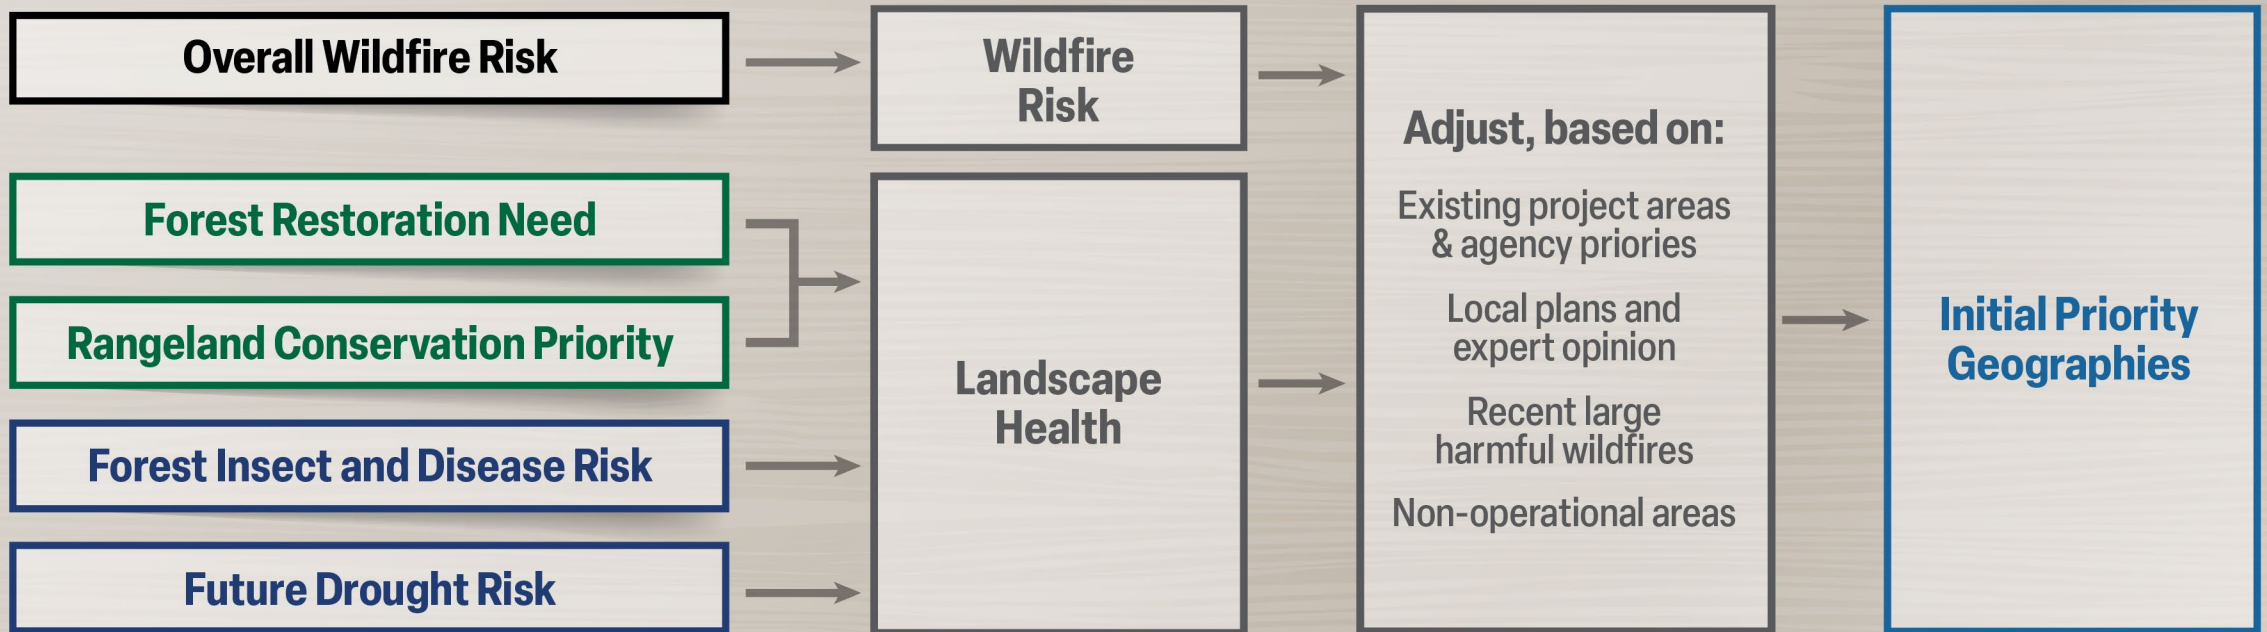 Overall Wildfire Risk
Forest Restoration Need
Rangeland Conservation Priority
Forest Insect and Disease Risk
Future Drought Risk
Wildfire
Risk
Landscape
Health
Adjust, based on:
Existing project areas
& agency priories
Local plans and
expert opinion
Recent large
harmful wildfires
Non-operational areas
Initial Priority
Geographies